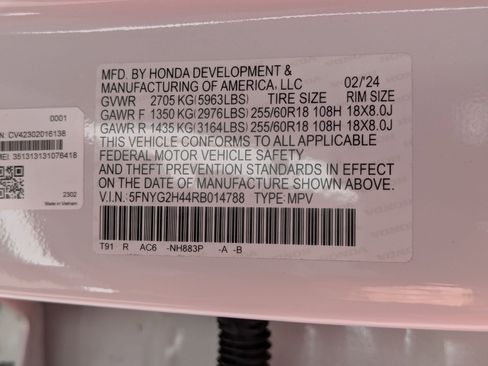 0001
N: CV42302016138
MEI: 351313131076418
2302
Made in Vietnam
MFD. BY HONDA DEVELOPMENT &
MANUFACTURING OF AMERICA, LLC 02/'24
GVWR 2705 KG(5963LBS) TIRE SIZE RIM SIZE
GAWR F 1350 KG(2976LBS) 255/60R18 108H 18X8.0J
GAWR R 1435 KG(3164LBS) 255/60R18 108H 18X8.0J
THIS VEHICLE CONFORMS TO ALL APPLICABLE
FEDERAL MOTOR VEHICLE SAFETY
AND THEFT PREVENTION STANDARDS IN EFFECT
ON THE DATE OF MANUFACTURE SHOWN ABOVE.
V.I.N. 5FNYG2H44RB014788 TYPE: MPV
T91 R AC6 -NH883P -A -B